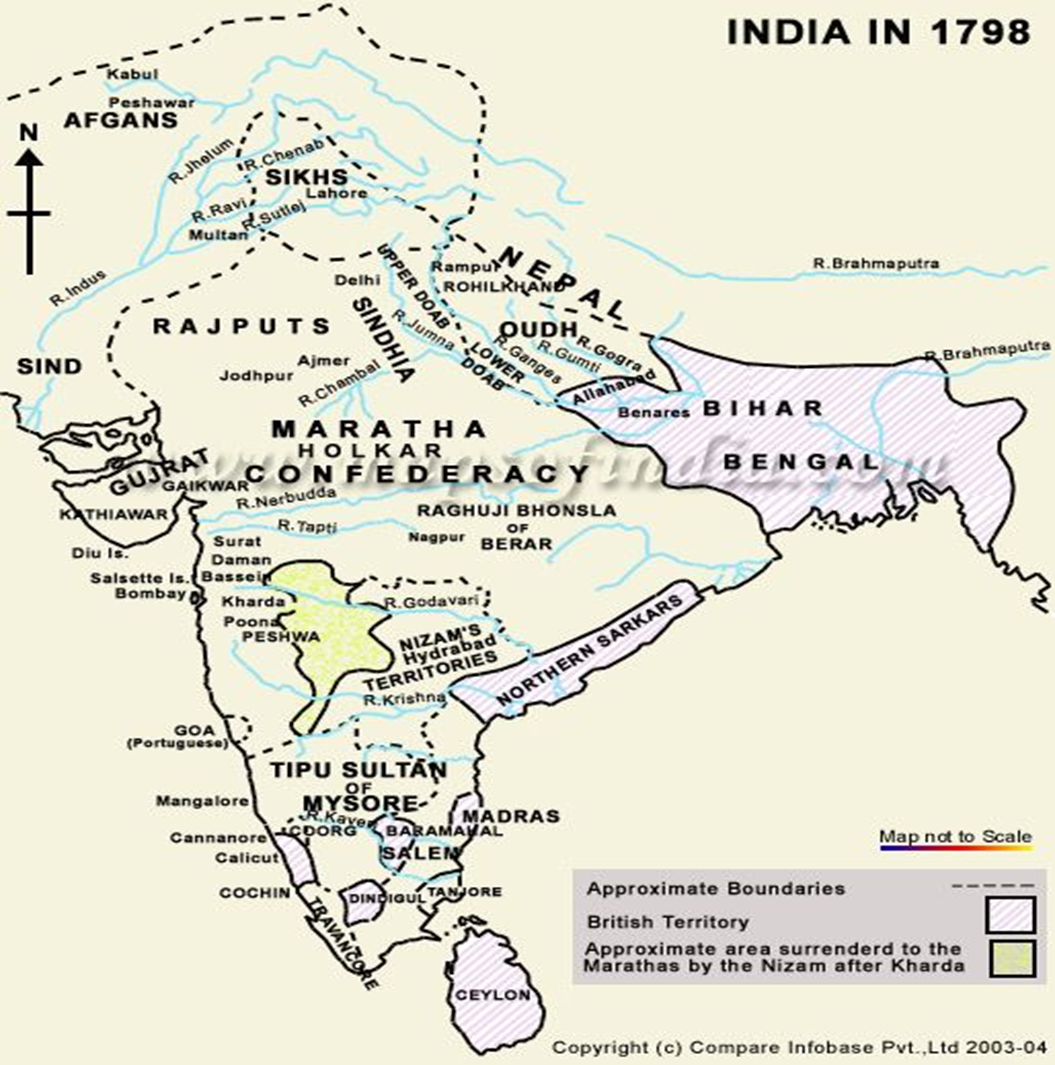 INDIA IN 1798
Kabul
Peshawar
AFGANS
N
R.Jhelum
R.Chenab
SIKHS
Lahore
R.Ravi
R.Sutlej
Multan
R.Indus
NEPAL
R.Brahmaputra
Delhi
UPPER DOAB
Rampur
ROHILKHAND
RAJPUTS
SINDHIA
R.Jumna
OUDH
R.Ganges
R.Gumti
R.Gogra
LOWER
DOAB
R.Brahmaputra
SIND
Ajmer
Jodhpur
R.Chambal
Allahabad
Benares
BIHAR
MARATHA
HOLKAR
CONFEDERACY
BENGAL
www.mapsofindia.com
GUJRAT
GAIKWAR
KATHIAWAR
R.Nerbudda
R.Tapti
RAGHUJI BHONSLA
OF
BERAR
Nagpur
Diu Is.
Surat
Daman
Salsette Is.
Bassein
Bombay
Kharda
Poona
PESHWA
R.Godavari
NIZAM'S
Hydrabad
TERRITORIES
NORTHERN SARKARS
R.Krishna
GOA
(Portuguese)
TIPU SULTAN
OF
MYSORE
Mangalore
R.Kaveri
MADRAS
Cannanore
COORG
BARAMAHAL
Calicut
SALEM
COCHIN
DINDIGUL
TANJORE
TRAVANCORE
CEYLON
Map not to Scale
Approximate Boundaries
British Territory
Approximate area surrenderd to the
Marathas by the Nizam after Kharda
Copyright (c) Compare Infobase Pvt.,Ltd 2003-04